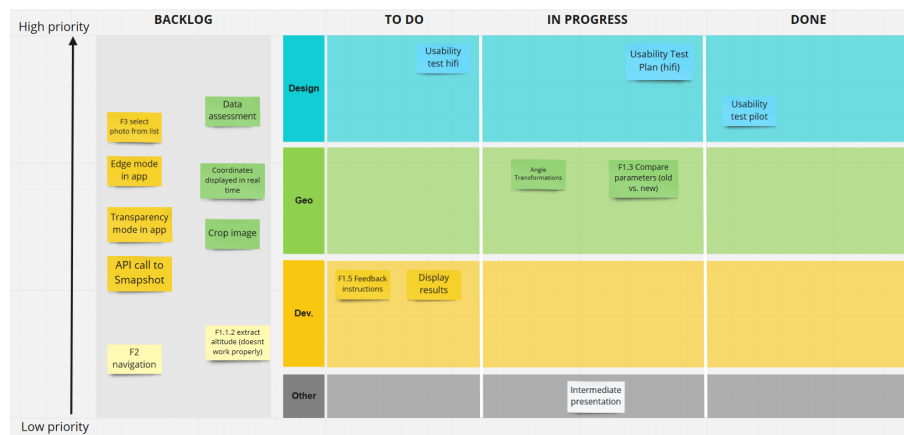 BACKLOG
TO DO
IN PROGRESS
DONE
High priority
Design
Usability
test hifi
Usability Test
Plan (hifi)
Usability
test pilot
F3 select
photo from list
Data
assessment
Edge mode
in app
Coordinates
displayed in real
time
Transparency
mode in app
Crop image
API call to
Smapshot
F2
navigation
F1.1.2 extract
altitude (doesnt
work properly)
Geo
Angle
Transformations
F1.3 Compare
parameters (old
vs. new)
Dev.
F1.5 Feedback
instructions
Display
results
Other
Intermediate
presentation
Low priority